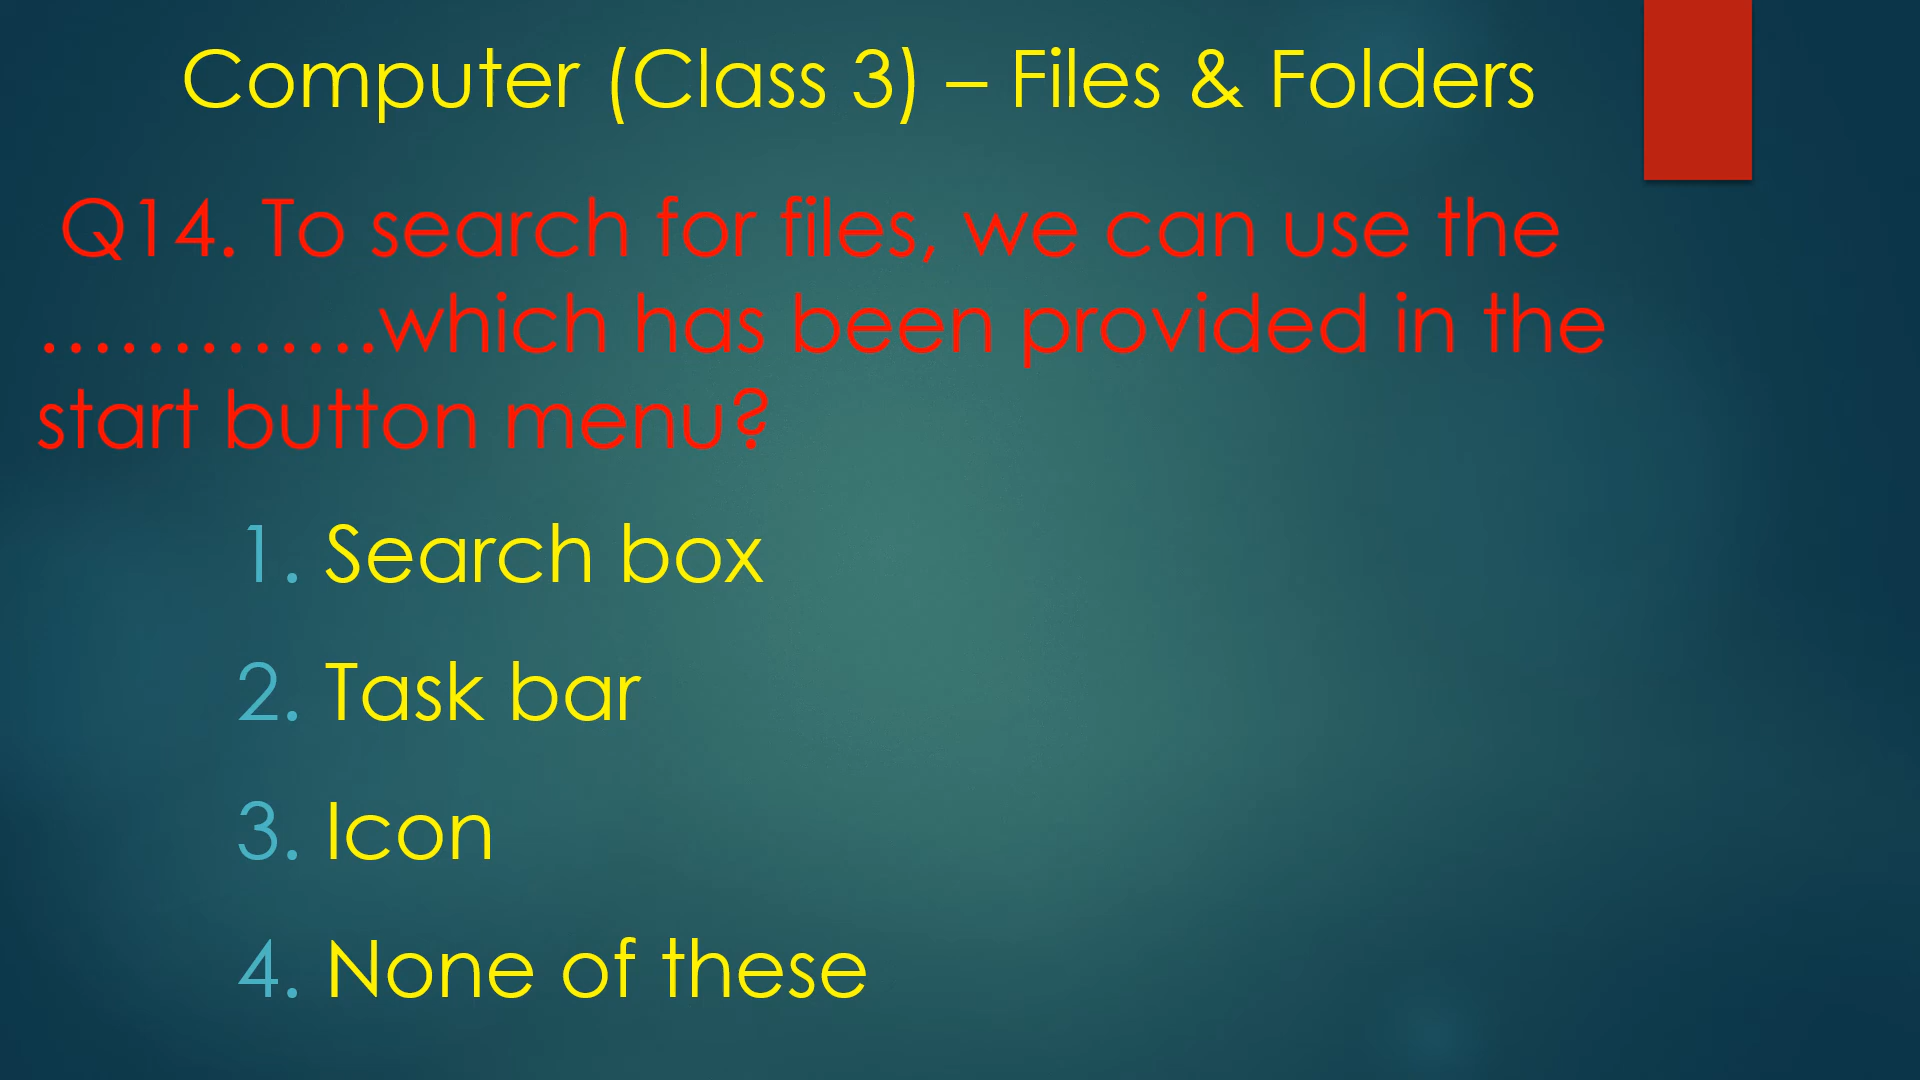 Computer (Class 3) – Files & Folders
Q14. To search for files, we can use the
………….which has been provided in the
start button menu?
1. Search box
2. Task bar
3. Icon
4. None of these